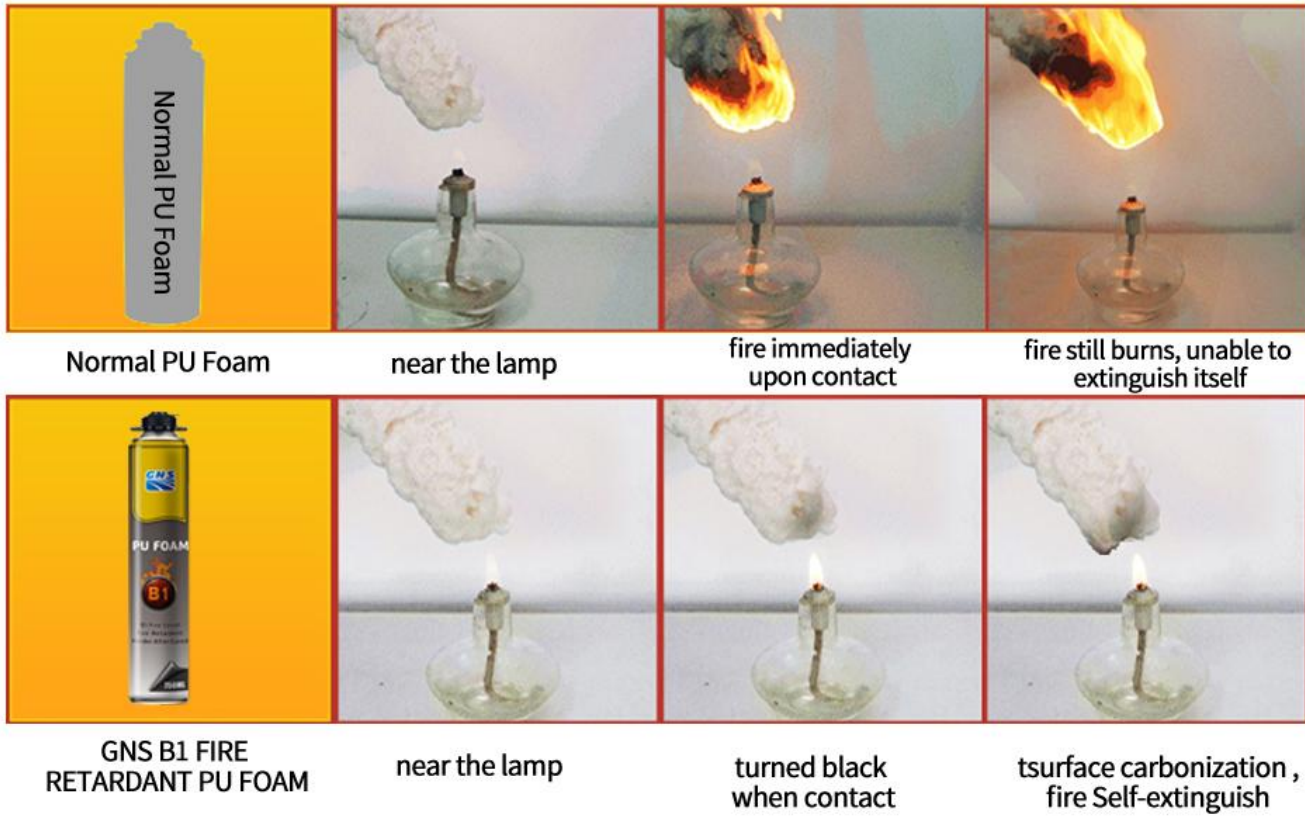 Normal PU Foam
Normal PU Foam
near the lamp
fire immediately
upon contact
fire still burns, unable to
extinguish itself
GNS
PU FOAM
B1
750ML
GNS B1 FIRE
RETARDANT PU FOAM
near the lamp
turned black
when contact
tsurface carbonization ,
fire Self-extinguish